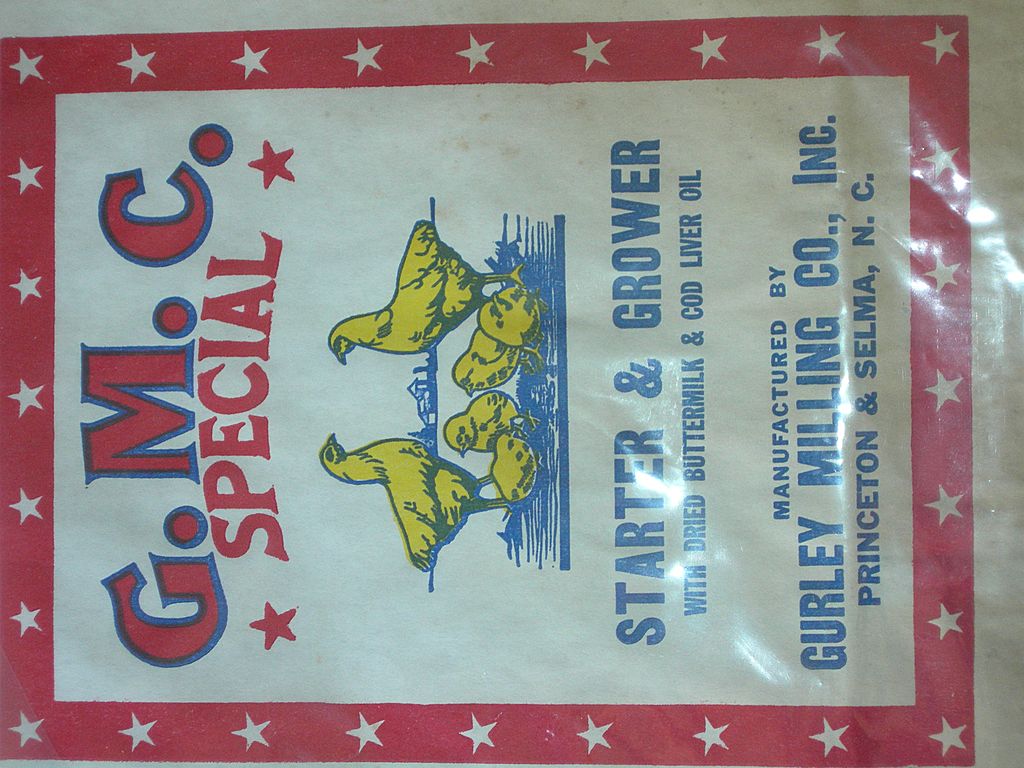 G.M.C.
SPECIAL
STARTER & GROWER
WITH DRIED BUTTERMILK & COD LIVER OIL
MANUFACTURED BY
GURLEY MILLING CO., INC.
PRINCETON & SELMA, N. C.